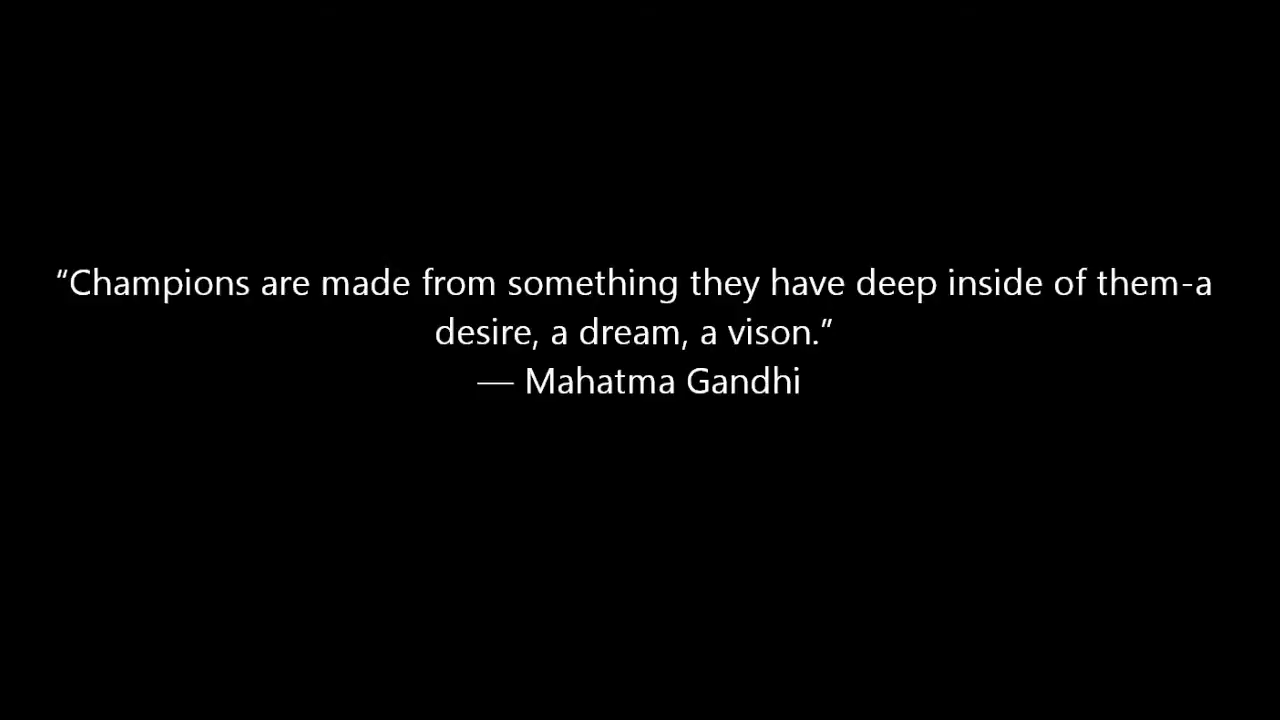 “Champions are made from something they have deep inside of them-a
desire, a dream, a vison.”
— Mahatma Gandhi